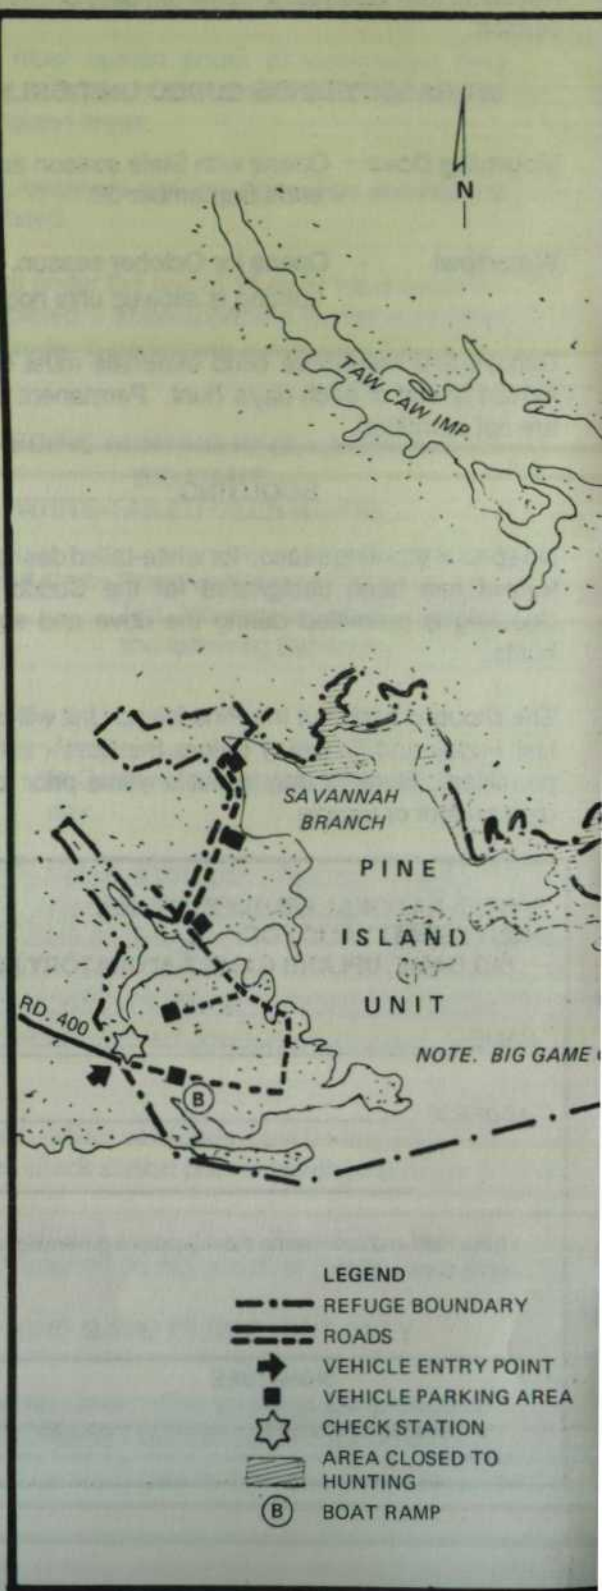 N
TAW CAW IMP
SAVANNAH
BRANCH
PINE
ISLAND
UNIT
RD. 400
NOTE. BIG GAME
B
LEGEND
REFUGE BOUNDARY
ROADS
VEHICLE ENTRY POINT
VEHICLE PARKING AREA
CHECK STATION
AREA CLOSED TO
HUNTING
B BOAT RAMP